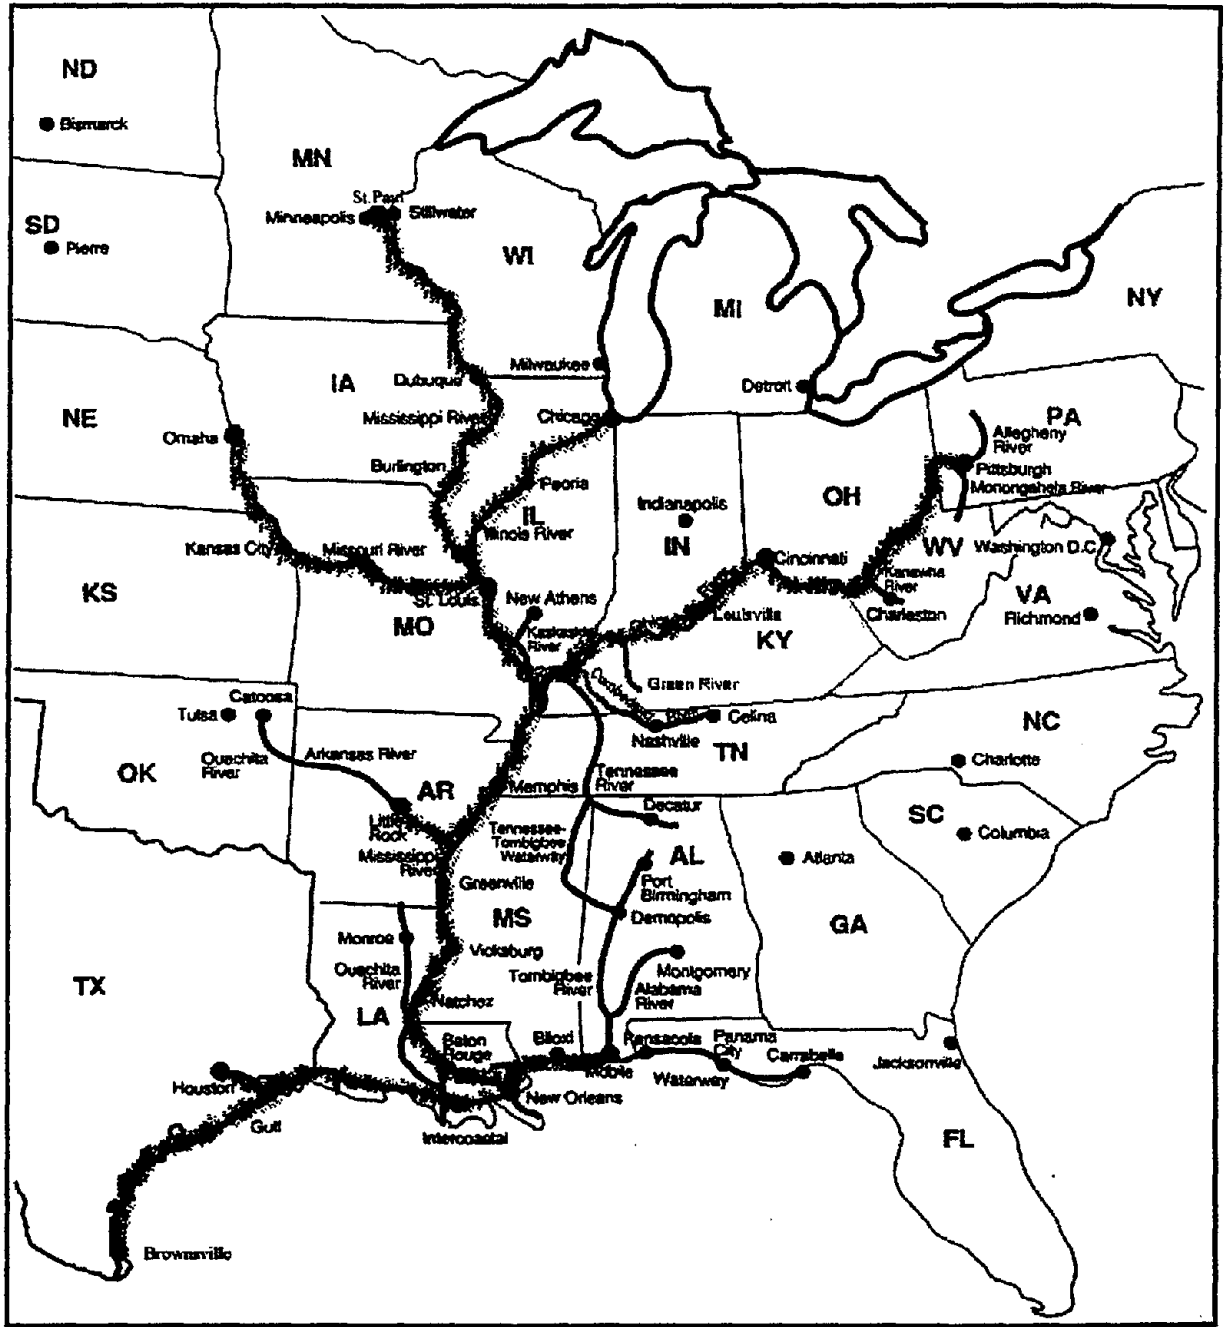 ND
Bismarck
MN
St. Paul
Minneapolis
Stillwater
SD
Pierre
WI
MI
NY
Milwaukee
IA
Dubuque
Detroit
NE
Mississippi River
Chicago
PA
Omaha
Allegheny
River
Burlington
Pittsburgh
Peoria
Monongahela River
Indianapolis
OH
IL
Illinois River
IN
WV
Washington D.C.
Kansas City
Missouri River
Cincinnati
Kanawha
River
KS
St. Louis
New Athens
VA
Richmond
Charleston
MO
Louisville
Kaskaskia
River
KY
Green River
Catoosa
Tulsa
Celina
NC
Nashville
TN
Ouachita
River
Arkansas River
Charlotte
OK
AR
Memphis
Tennessee
River
Decatur
SC
Columbia
Little
Rock
Tennessee-
Tombigbee
Waterway
AL
Atlanta
Mississippi
River
Greenville
Port
Birmingham
MS
Demopolis
GA
Monroe
Vicksburg
Ouachita
River
Tombigbee
River
Montgomery
Alabama
River
TX
Natchez
LA
Baton
Rouge
Biloxi
Mobile
Pensacola
Panama
City
Waterway
Carrabelle
Jacksonville
Houston
New Orleans
Gulf
Intercoastal
FL
Brownsville